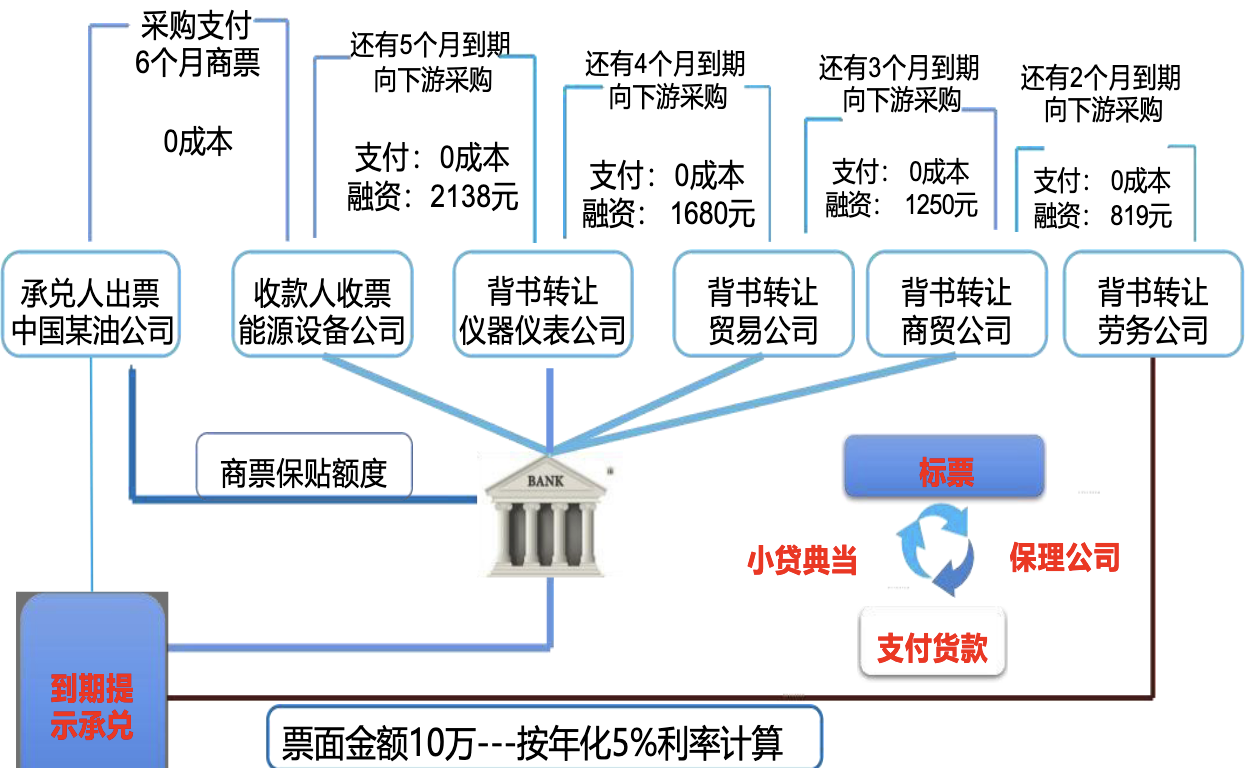 采购支付
6个月商票
0成本
还有5个月到期
向下游采购
支付：0成本
融资：2138元
还有4个月到期
向下游采购
支付：0成本
融资：1680元
还有3个月到期
向下游采购
支付：0成本
融资：1250元
还有2个月到期
向下游采购
支付：0成本
融资：819元
承兑人出票
中国某油公司
收款人收票
能源设备公司
背书转让
仪器仪表公司
背书转让
贸易公司
背书转让
商贸公司
背书转让
劳务公司
商票保贴额度
BANK
标票
小贷典当
保理公司
支付货款
到期提
示承兑
票面金额10万---按年化5%利率计算